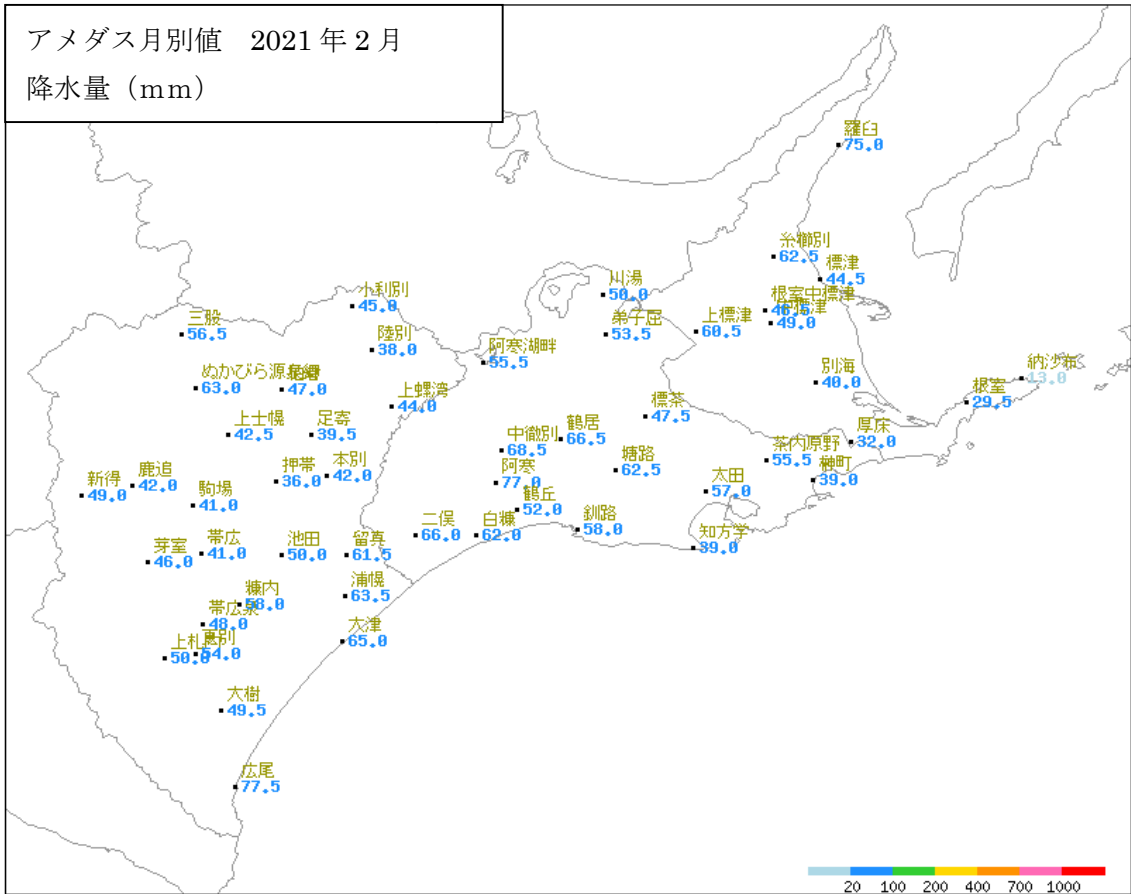 アメダス月別値 2021年2月
降水量（ｍｍ）
羅臼
75.0
糸櫛別
62.5
標津
44.5
川湯
50.0
根室中標津
49.0
小利別
45.0
上標津
60.5
三股
56.5
弟子屈
53.5
陸別
38.0
阿寒湖畔
55.5
別海
40.0
納沙布
13.0
ぬかびら源泉郷
63.0
47.0
根室
29.5
上螺湾
44.0
標茶
47.5
上士幌
42.5
足寄
39.5
鶴居
66.5
厚床
32.0
中徹別
68.5
茶内原野
55.5
塘路
62.5
榊町
39.0
新得
49.0
鹿追
42.0
押帯
36.0
本別
42.0
阿寒
77.0
太田
57.0
駒場
41.0
鶴丘
52.0
釧路
58.0
二俣
66.0
白糠
62.0
知方学
39.0
芽室
46.0
帯広
41.0
池田
50.0
留真
61.5
浦幌
63.5
糠内
58.0
帯広泉
48.0
大津
65.0
上札
50.0
更別
54.0
大樹
49.5
広尾
77.5
20 100 200 400 700 1000